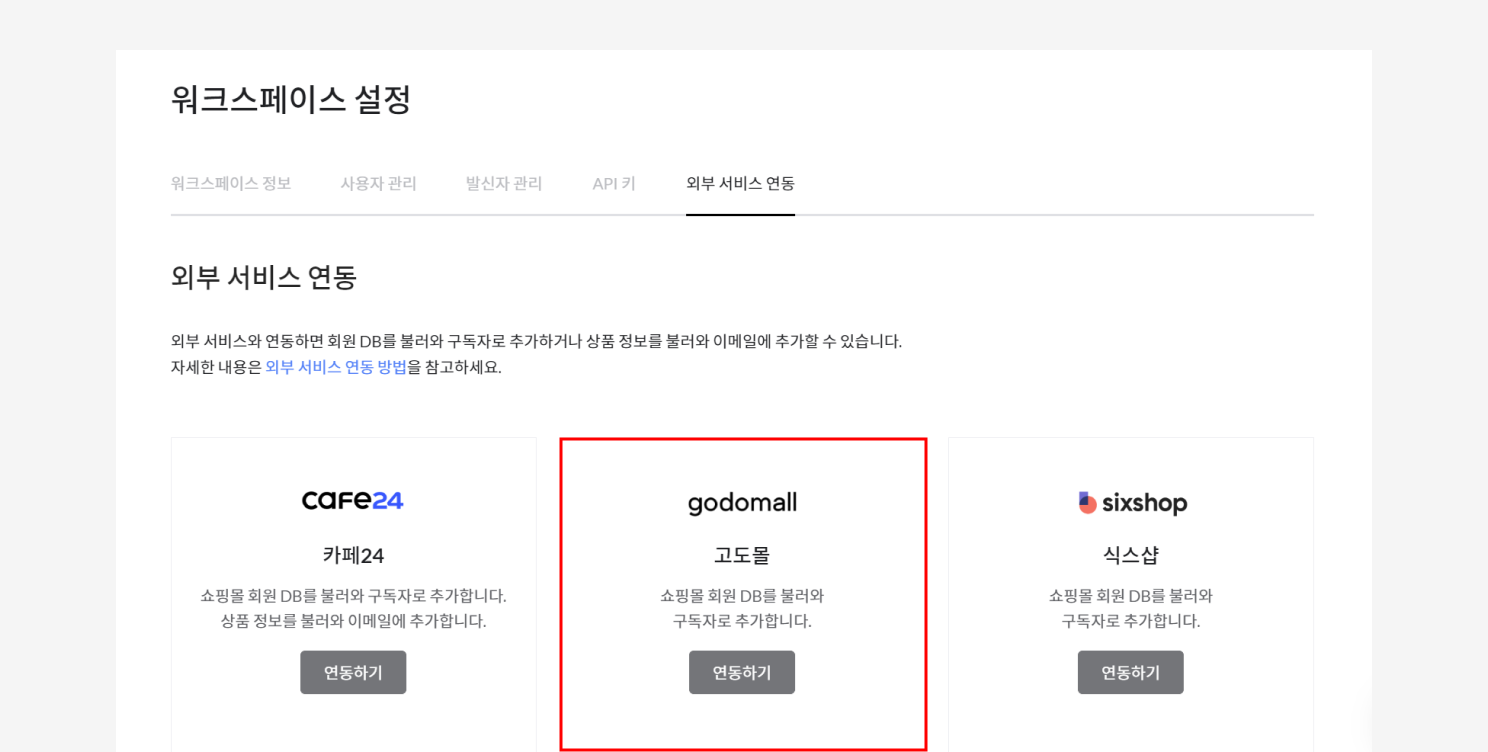 워크스페이스 설정
워크스페이스 정보 사용자 관리 발신자 관리 API 키 외부 서비스 연동
외부 서비스 연동
외부 서비스와 연동하면 회원 DB를 불러와 구독자로 추가하거나 상품 정보를 불러와 이메일에 추가할 수 있습니다.
자세한 내용은 외부 서비스 연동 방법을 참고하세요.
cafe24
카페24
쇼핑몰 회원 DB를 불러와 구독자로 추가합니다.
상품 정보를 불러와 이메일에 추가합니다.
연동하기
godomall
고도몰
쇼핑몰 회원 DB를 불러와
구독자로 추가합니다.
연동하기
sixshop
식스샵
쇼핑몰 회원 DB를 불러와
구독자로 추가합니다.
연동하기